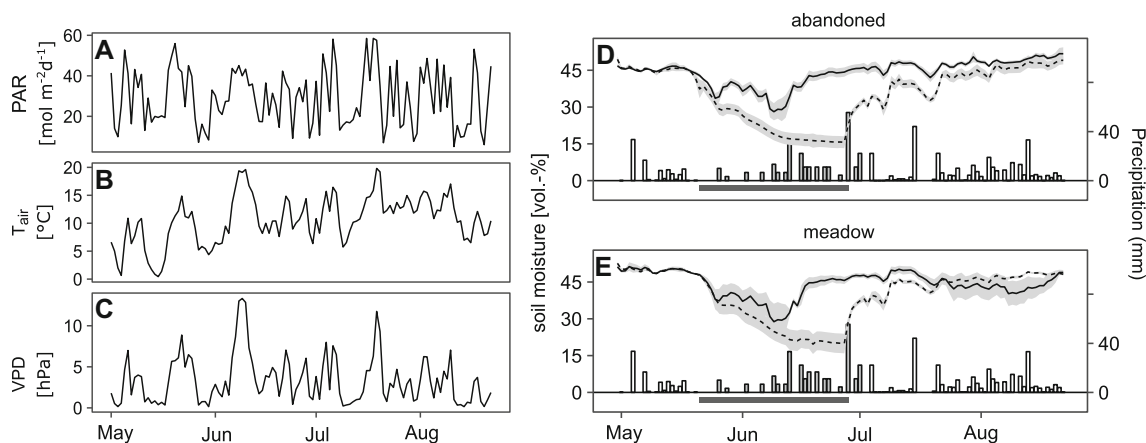 A
PAR
[mol m⁻²d⁻¹]
60
40
20
B
Tair
[°C]
20
15
10
5
0
C
VPD
[hPa]
10
5
0
May Jun Jul Aug
abandoned
D
45
30
15
0
40
0
meadow
E
45
30
15
0
40
0
soil moisture [vol.-%]
Precipitation (mm)
May Jun Jul Aug